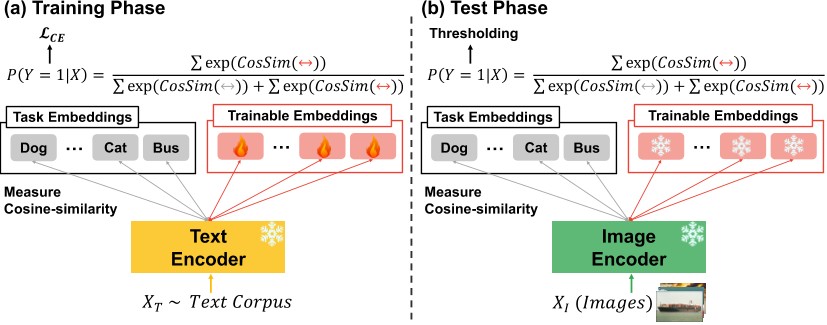 (a) Training Phase
ℒ_CE
P(Y = 1|X) = ∑ exp(CosSim(↔)) / ∑ exp(CosSim(↔)) + ∑ exp(CosSim(↔))
Task Embeddings
Trainable Embeddings
Dog ⋯ Cat Bus
⋯
Measure
Cosine-similarity
Text
Encoder
X_T ~ Text Corpus
(b) Test Phase
Thresholding
P(Y = 1|X) = ∑ exp(CosSim(↔)) / ∑ exp(CosSim(↔)) + ∑ exp(CosSim(↔))
Task Embeddings
Trainable Embeddings
Dog ⋯ Cat Bus
⋯
Measure
Cosine-similarity
Image
Encoder
X_I (Images)